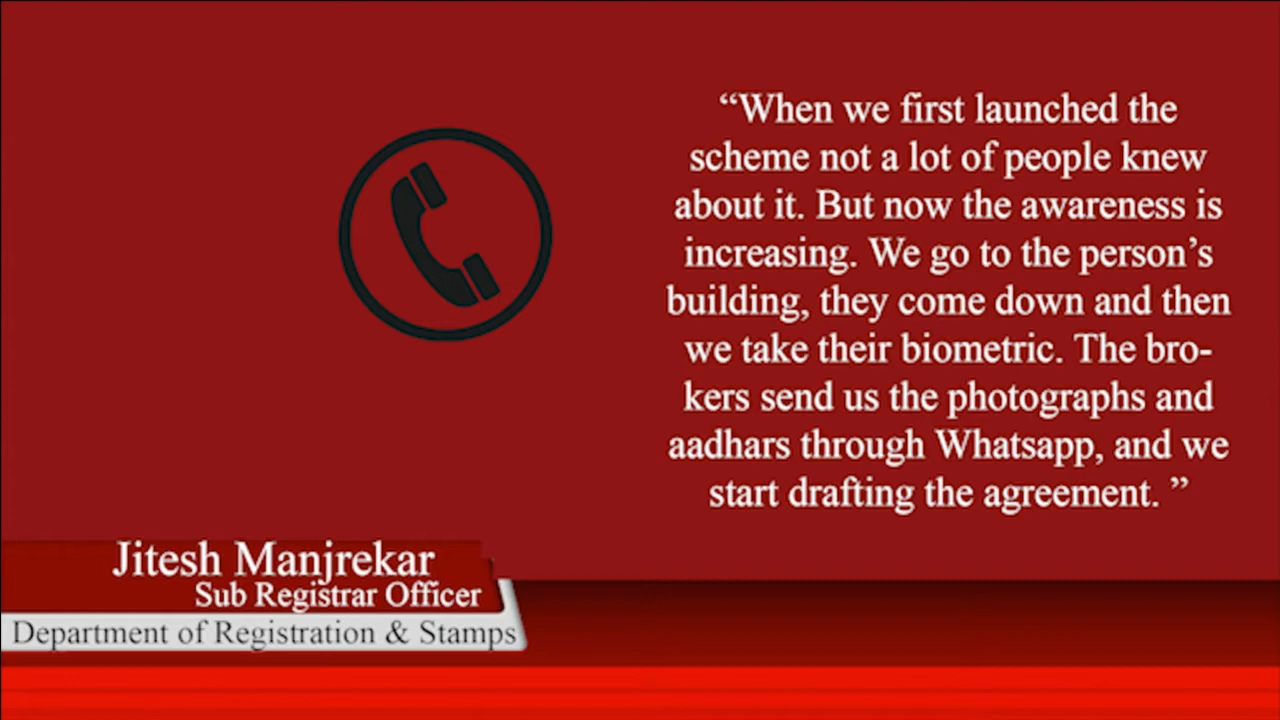 “When we first launched the
scheme not a lot of people knew
about it. But now the awareness is
increasing. We go to the person’s
building, they come down and then
we take their biometric. The bro-
kers send us the photographs and
aadhars through Whatsapp, and we
start drafting the agreement. ”
Jitesh Manjrekar
Sub Registrar Officer
Department of Registration & Stamps